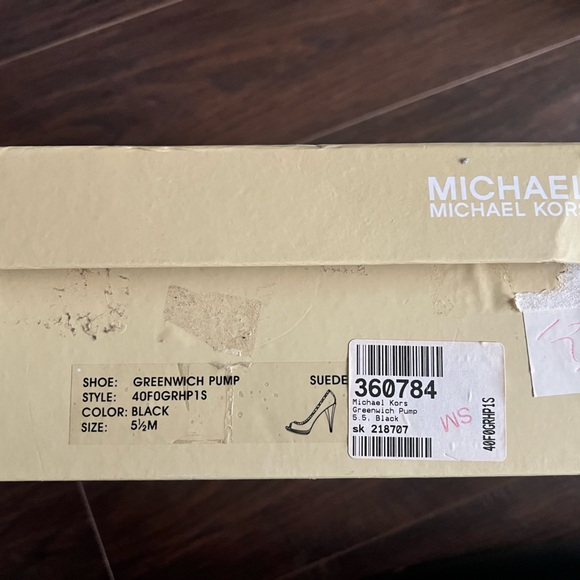 MICHAEL
MICHAEL KORS
SHOE: GREENWICH PUMP SUEDE
STYLE: 40F0GRHP1S
COLOR: BLACK
SIZE: 5½M
360784
Michael Kors
Greenwich Pump
5.5, Black
sk 218707
SM
40F0GRHP1S